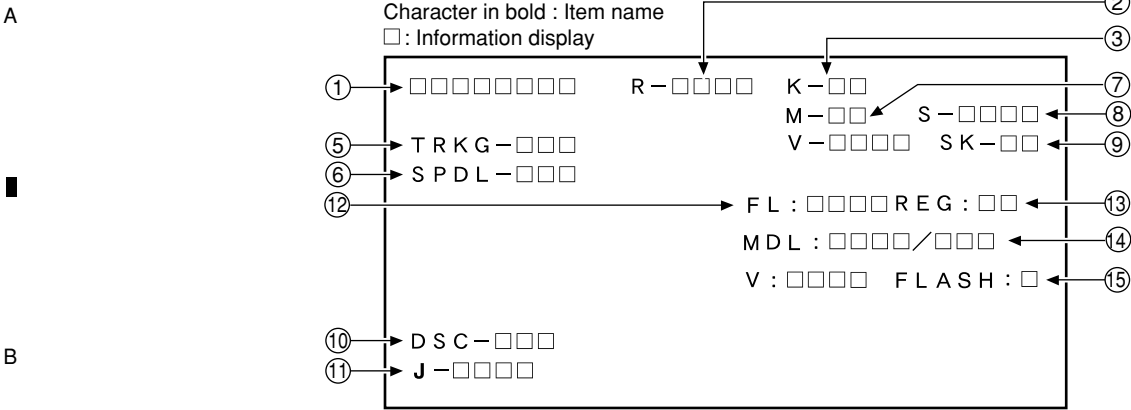 A
Character in bold : Item name
□ : Information display
②
③
① □□□□□□□□ R−□□□□ K−□□ ⑦
M−□□ S−□□□□ ⑧
⑤ TRKG−□□□ V−□□□□ SK−□□ ⑨
⑥ SPDL−□□□
⑫ FL:□□□□ REG:□□ ⑬
MDL:□□□□/□□□ ⑭
V:□□□□ FLASH:□ ⑮
⑩ DSC−□□□
B
⑪ J−□□□□